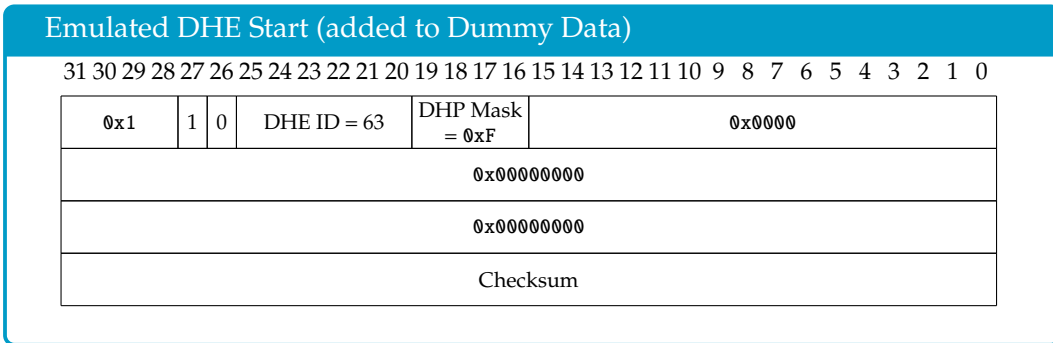 Emulated DHE Start (added to Dummy Data)
31 30 29 28 27 26 25 24 23 22 21 20 19 18 17 16 15 14 13 12 11 10 9 8 7 6 5 4 3 2 1 0
0x1 1 0 DHE ID = 63 DHP Mask = 0xF 0x0000
0x00000000
0x00000000
Checksum